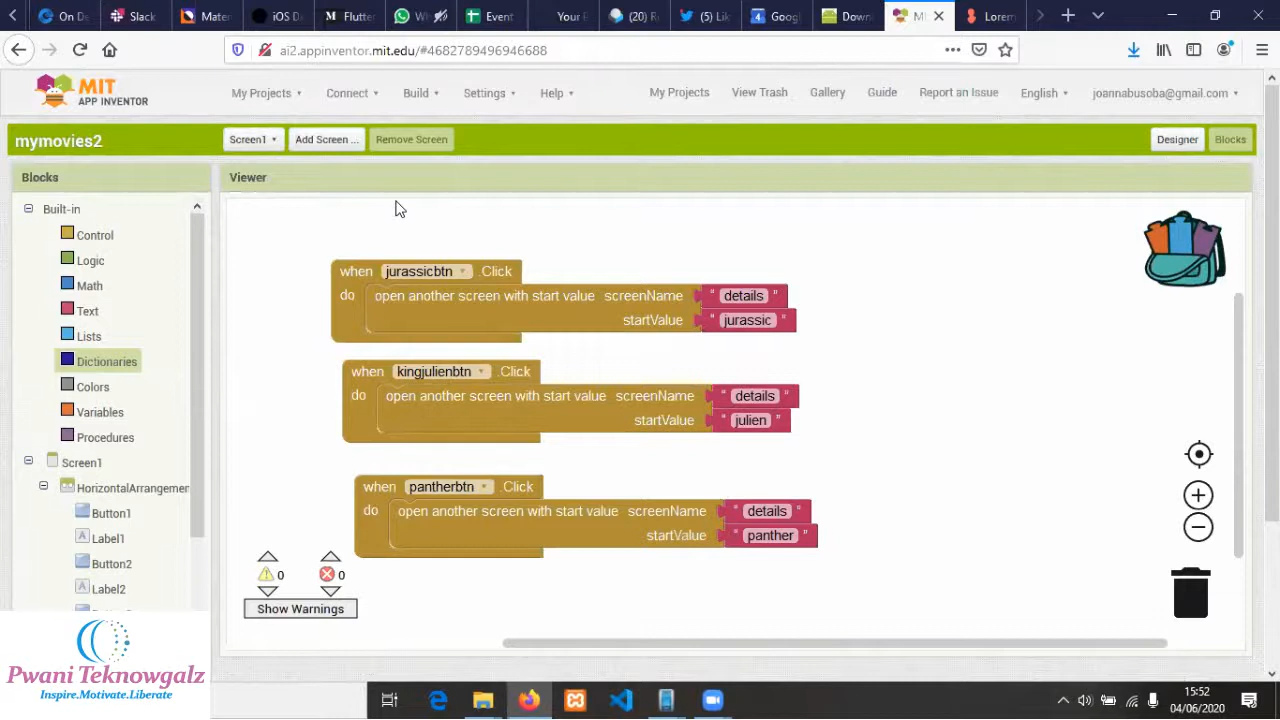 On D
Slack
Mater
iOS D
Flutter
Wh
Event
Your E
(20) R
(5) Lik
Googl
Down
MI
Lorem
ai2.appinventor.mit.edu/#4682789496946688
MIT
APP INVENTOR
My Projects
Connect
Build
Settings
Help
My Projects
View Trash
Gallery
Guide
Report an Issue
English
joannabusoba@gmail.com
mymovies2
Screen1
Add Screen ...
Remove Screen
Designer
Blocks
Blocks
Viewer
Built-in
Control
Logic
Math
Text
Lists
Dictionaries
Colors
Variables
Procedures
Screen1
HorizontalArrangemen
Button1
Label1
Button2
Label2
when jurassicbtn .Click
do open another screen with start value screenName " details "
startValue " jurassic "
when kingjulienbtn .Click
do open another screen with start value screenName " details "
startValue " julien "
when pantherbtn .Click
do open another screen with start value screenName " details "
startValue " panther "
0 0
Show Warnings
Pwani Teknowgalz
Inspire.Motivate.Liberate
15:52
04/06/2020